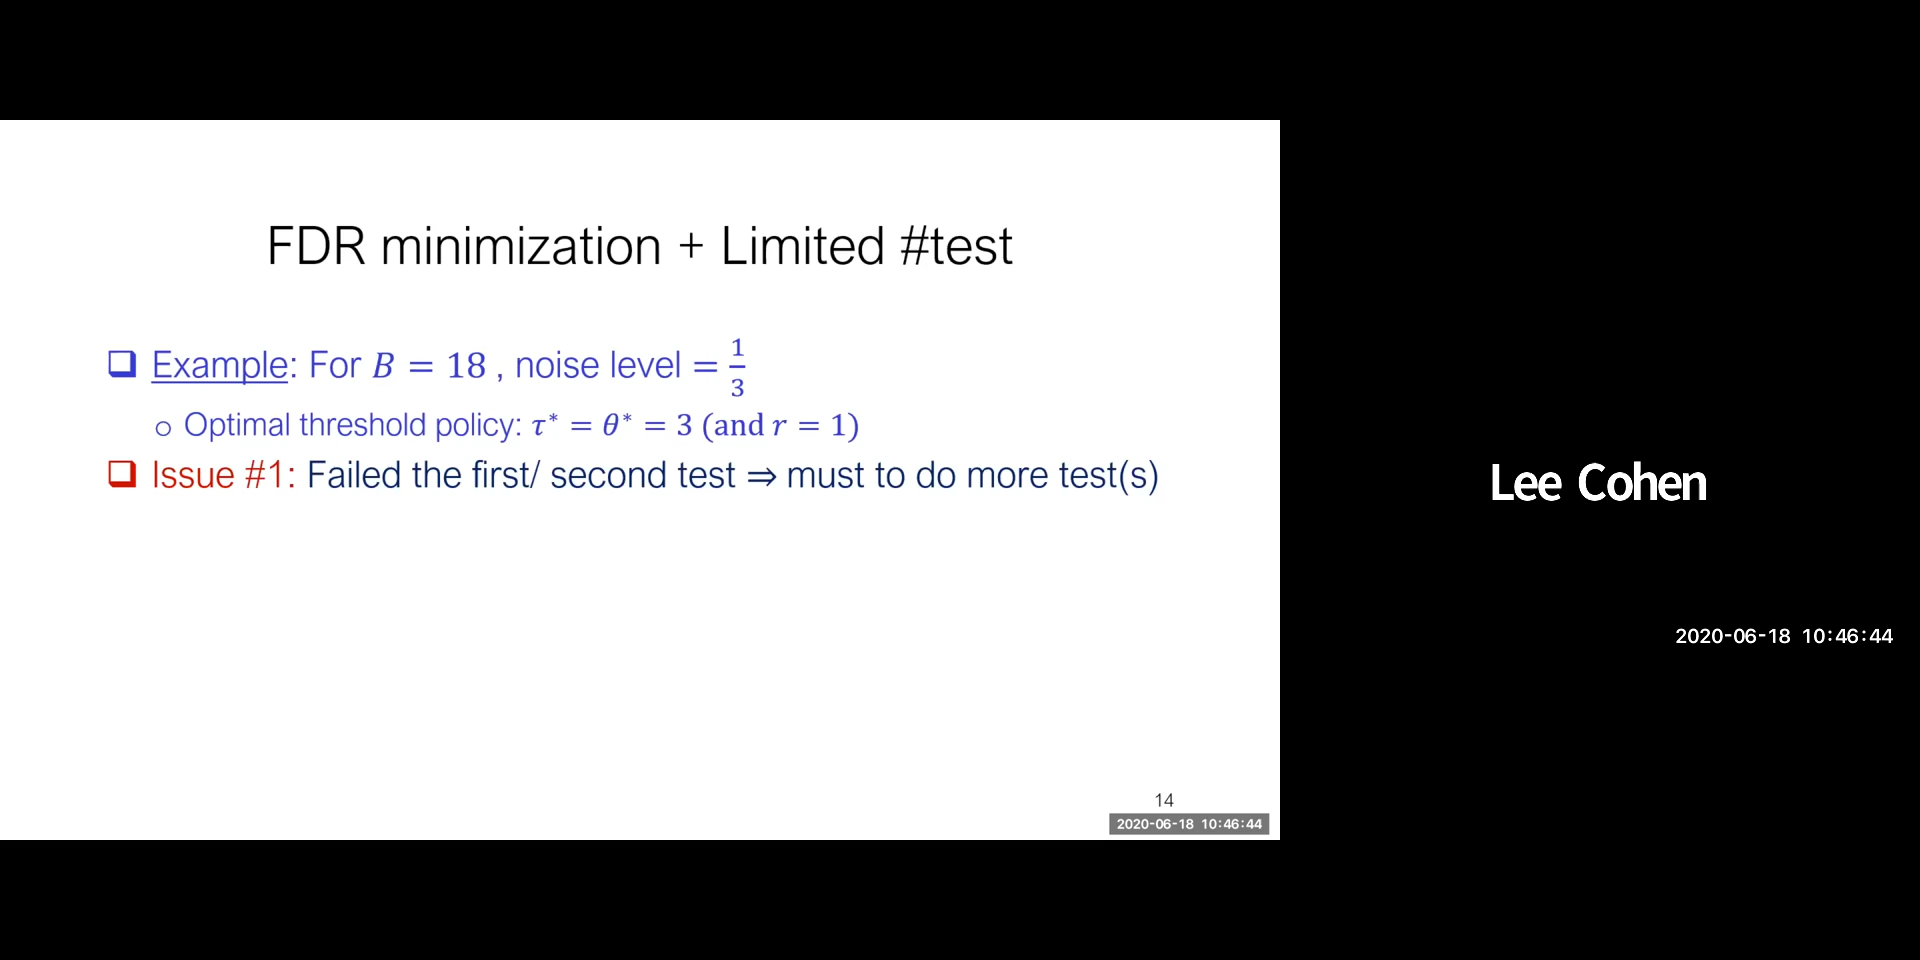 FDR minimization + Limited #test
Example: For B = 18 , noise level = 1/3
Optimal threshold policy: τ* = θ* = 3 (and r = 1)
Issue #1: Failed the first/ second test ⇒ must to do more test(s)
Lee Cohen
2020-06-18 10:46:44
14
2020-06-18 10:46:44